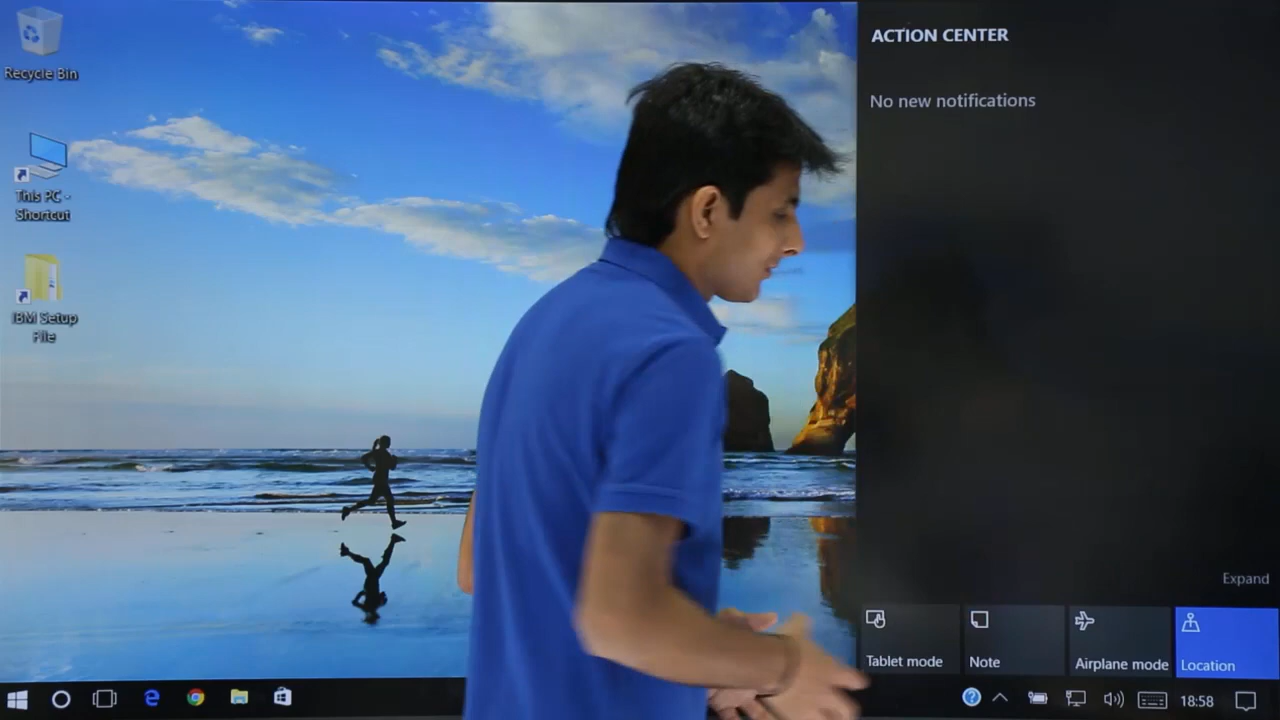 Recycle Bin
This PC -
Shortcut
IBM Setup
File
ACTION CENTER
No new notifications
Expand
Tablet mode
Note
Airplane mode
Location
18:58